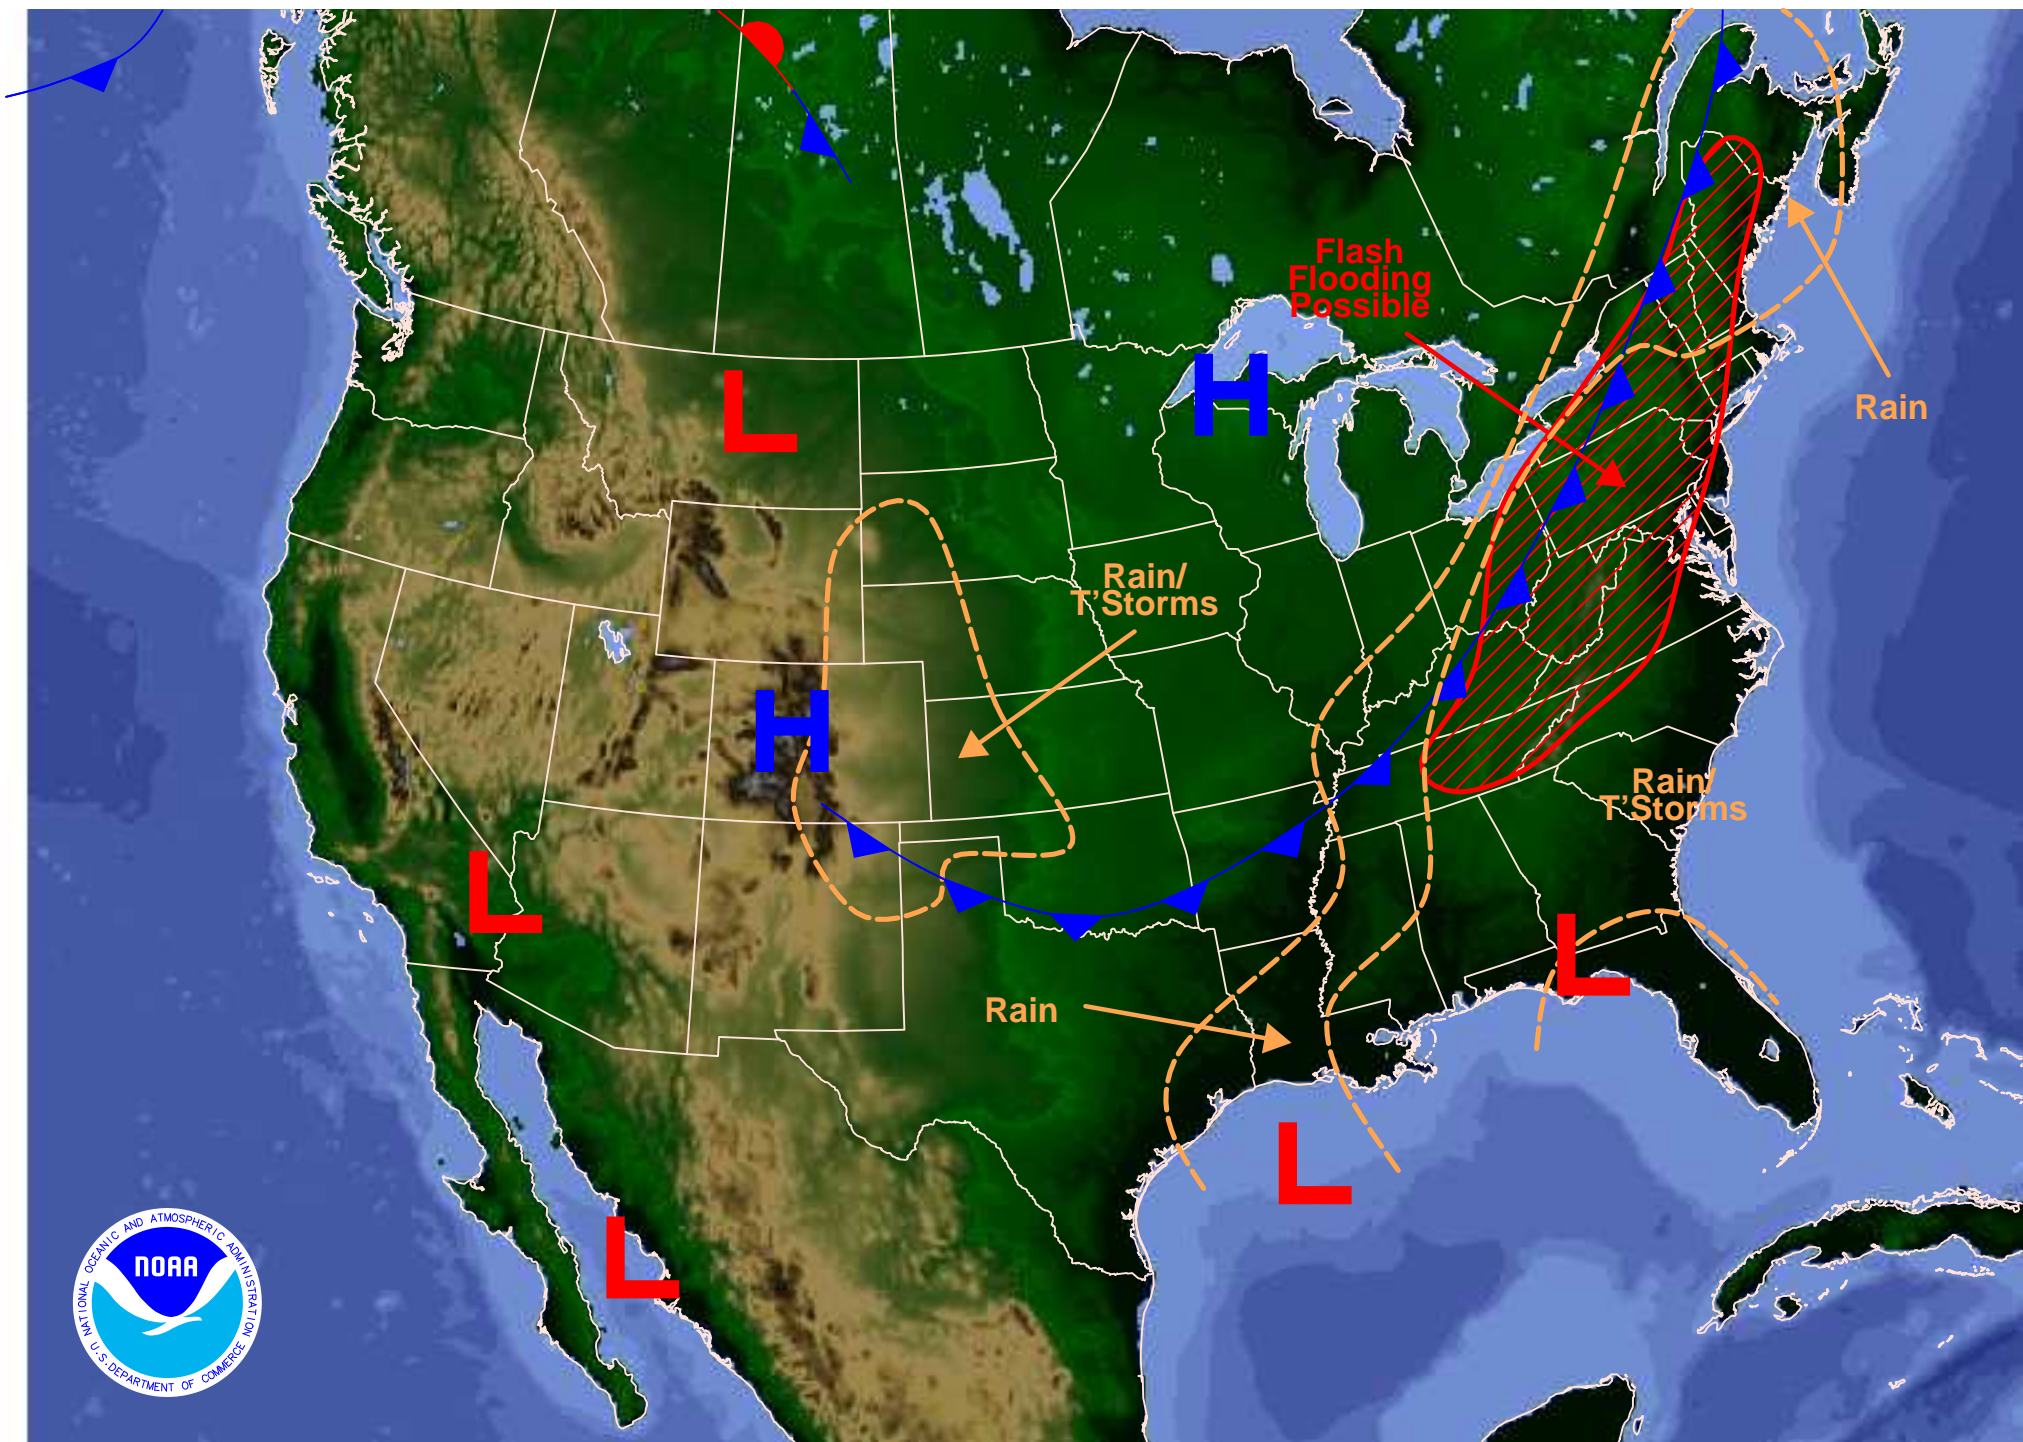 Flash
Flooding
Possible
L
H
Rain
Rain/
T'Storms
H
Rain/
T'Storms
L
L
Rain
L
L
NATIONAL OCEANIC AND ATMOSPHERIC ADMINISTRATION
NOAA
U.S. DEPARTMENT OF COMMERCE